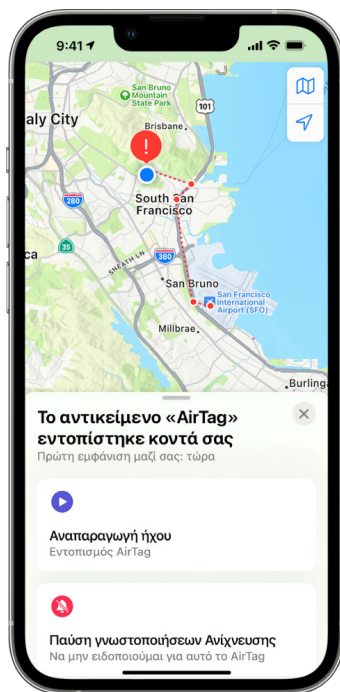 9:41
San Bruno
Mountain
State Park
101
aly City
Brisbane
South San
Francisco
280
35
ca
380
SNEATH LN
San Bruno
San Francisco
International
Airport (SFO)
Millbrae
Burling
Το αντικείμενο «AirTag»
εντοπίστηκε κοντά σας
Πρώτη εμφάνιση μαζί σας: τώρα
Αναπαραγωγή ήχου
Εντοπισμός AirTag
Παύση γνωστοποιήσεων Ανίχνευσης
Να μην ειδοποιούμαι για αυτό το AirTag